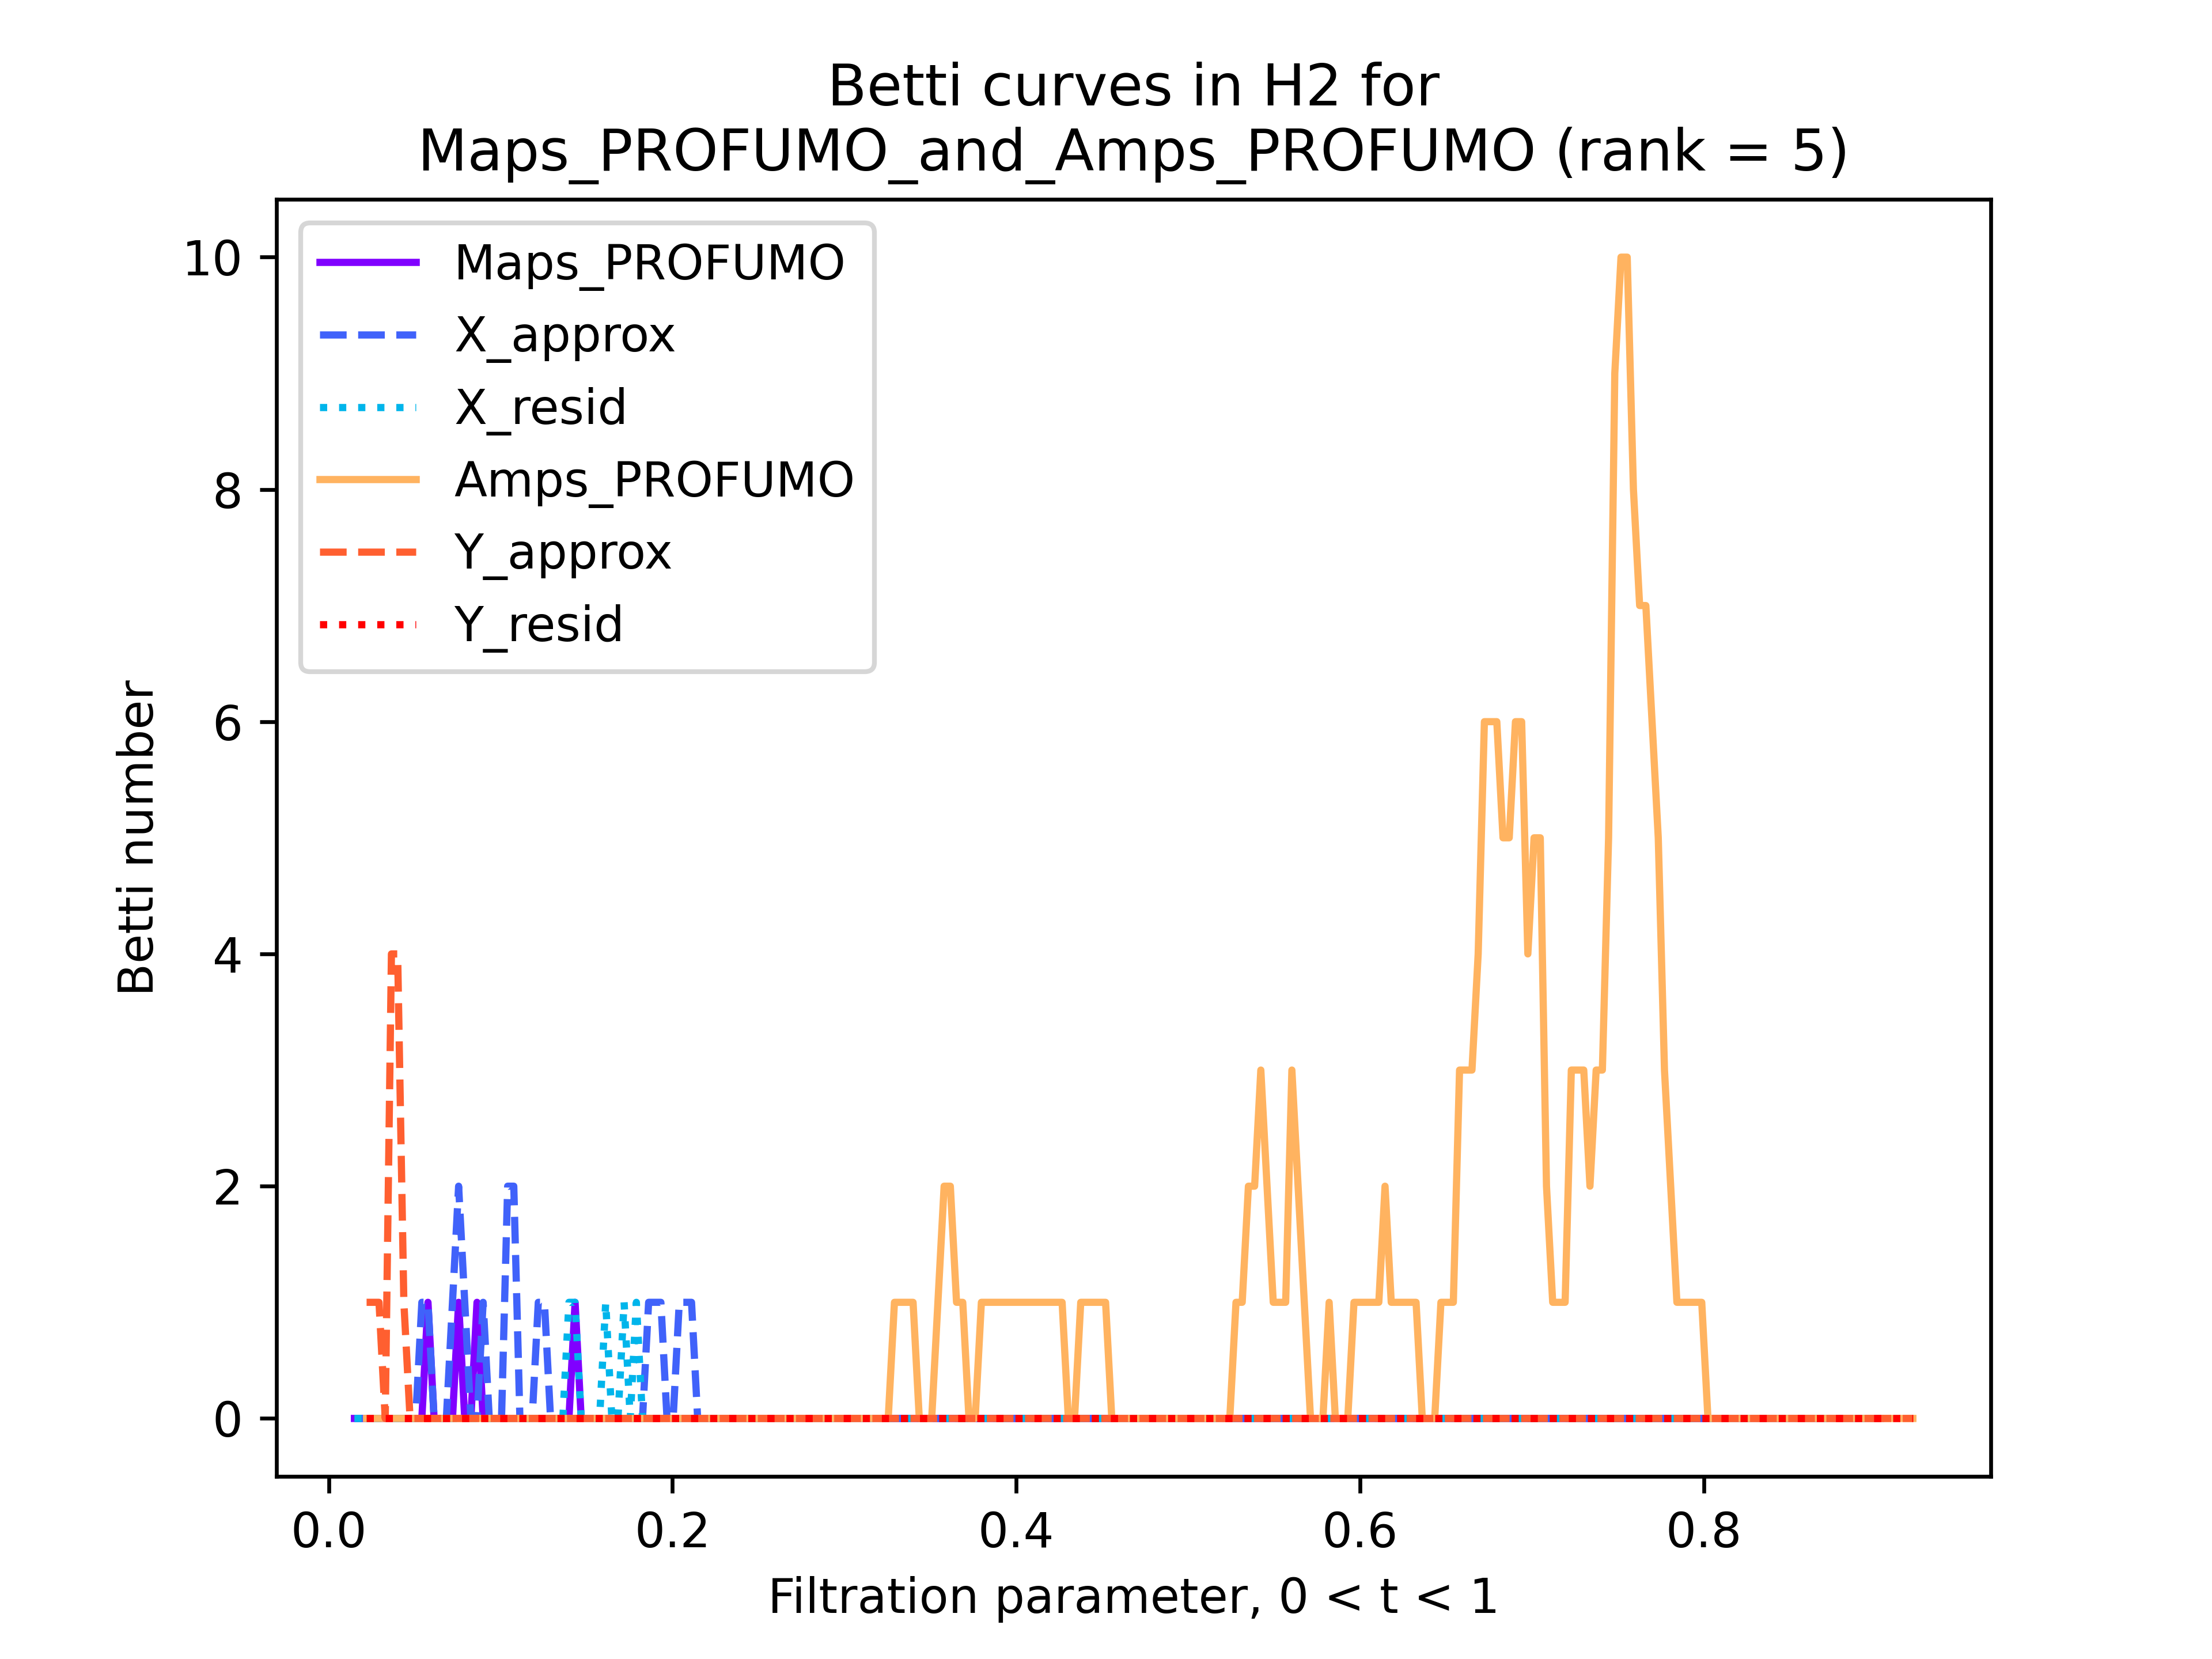 Betti curves in H2 for
Maps_PROFUMO_and_Amps_PROFUMO (rank = 5)
Maps_PROFUMO
X_approx
X_resid
Amps_PROFUMO
Y_approx
Y_resid
Betti number
10
8
6
4
2
0
0.0 0.2 0.4 0.6 0.8
Filtration parameter, 0 < t < 1